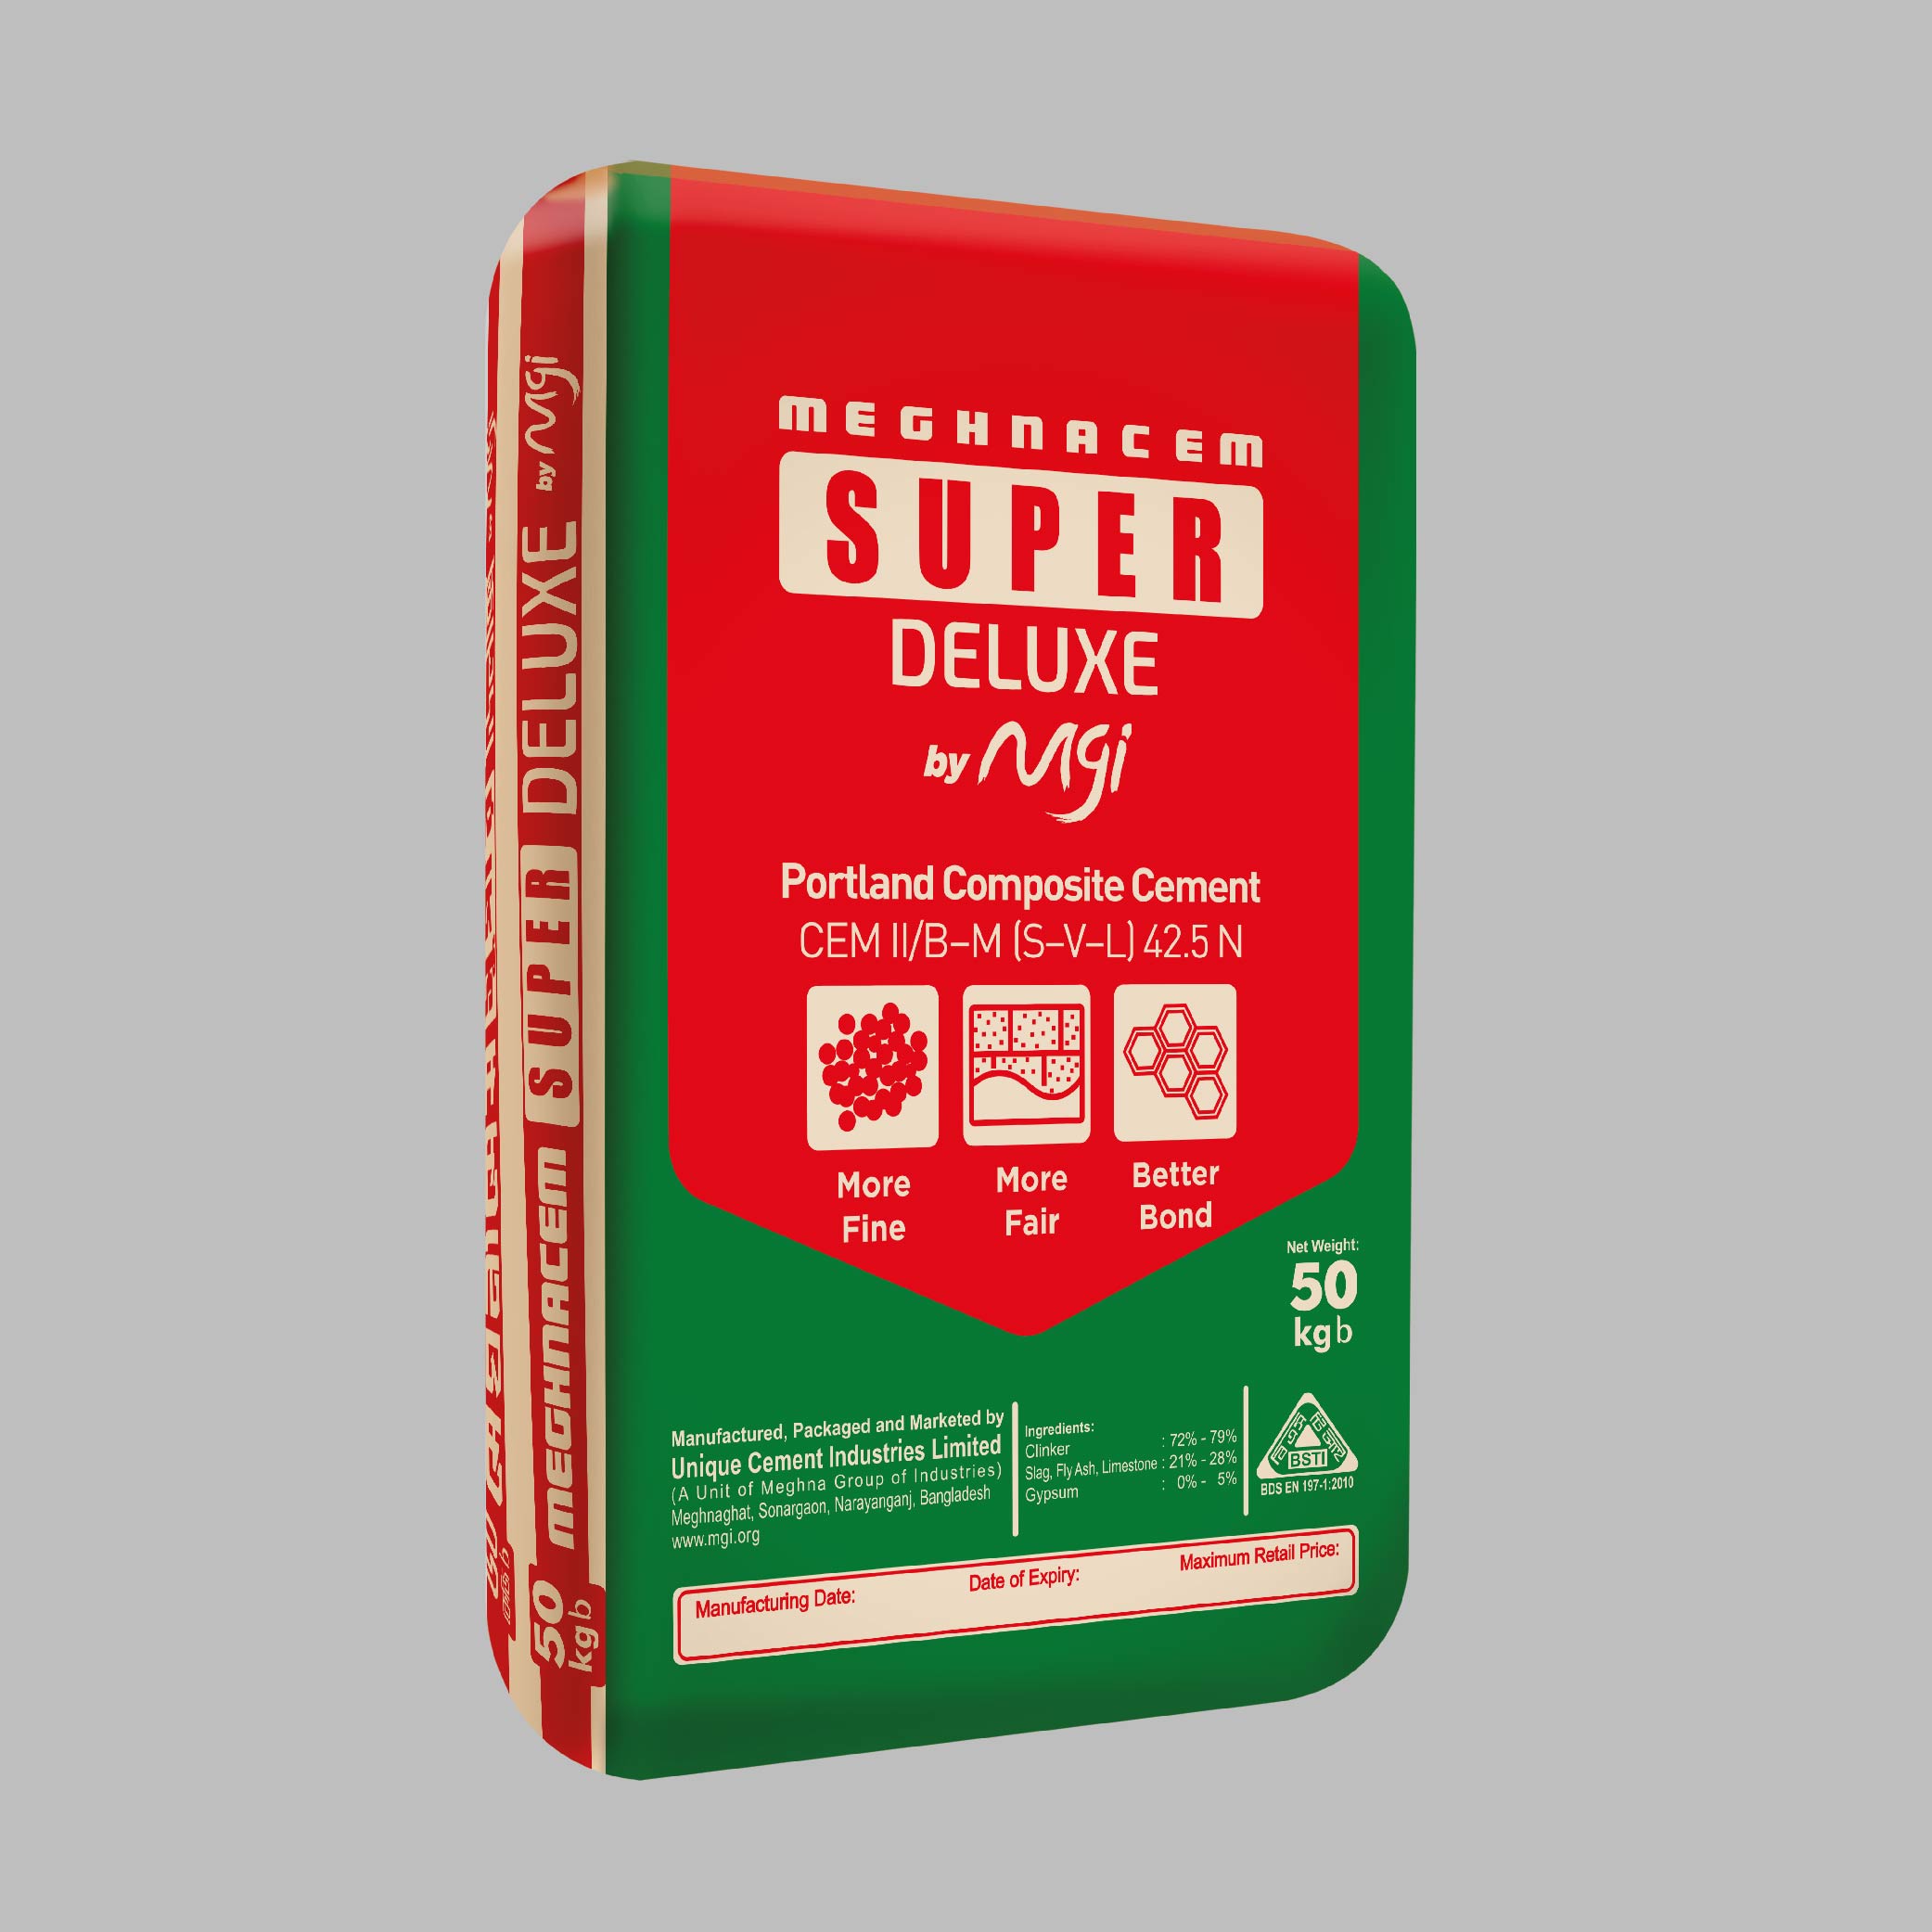 MEGHNACEM
SUPER
DELUXE
by Mgi
Portland Composite Cement
CEM II/B–M (S–V–L) 42.5 N
More Fine
More Fair
Better Bond
Net Weight:
50
kg b
Manufactured, Packaged and Marketed by
Unique Cement Industries Limited
(A Unit of Meghna Group of Industries)
Meghnaghat, Sonargaon, Narayanganj, Bangladesh
www.mgi.org
Ingredients:
Clinker : 72% - 79%
Slag, Fly Ash, Limestone : 21% - 28%
Gypsum : 0% - 5%
BSTI
BDS EN 197-1:2010
Manufacturing Date:
Date of Expiry:
Maximum Retail Price:
50 kg b
MEGHNACEM SUPER DELUXE by Mgi